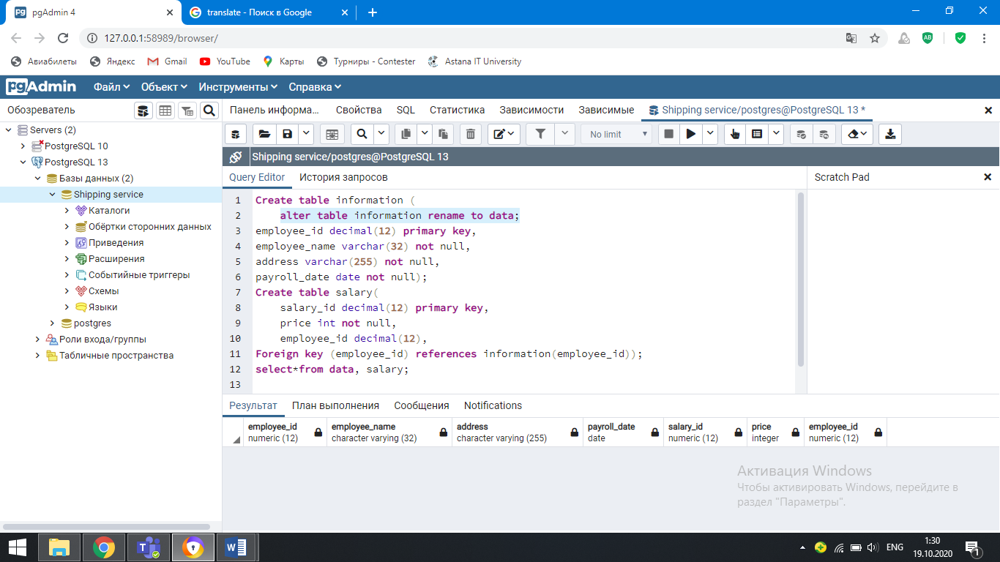 pgAdmin 4
translate - Поиск в Google
127.0.0.1:58989/browser/
Авиабилеты Яндекс Gmail YouTube Карты Турниры - Contester Astana IT University
pgAdmin Файл Объект Инструменты Справка
Обозреватель
Панель информа... Свойства SQL Статистика Зависимости Зависимые Shipping service/postgres@PostgreSQL 13 *
Servers (2)
PostgreSQL 10
PostgreSQL 13
Базы данных (2)
Shipping service
Каталоги
Обёртки сторонних данных
Приведения
Расширения
Событийные триггеры
Схемы
Языки
postgres
Роли входа/группы
Табличные пространства
No limit
Shipping service/postgres@PostgreSQL 13
Query Editor История запросов
Scratch Pad
1 Create table information (
2 alter table information rename to data;
3 employee_id decimal(12) primary key,
4 employee_name varchar(32) not null,
5 address varchar(255) not null,
6 payroll_date date not null);
7 Create table salary(
8 salary_id decimal(12) primary key,
9 price int not null,
10 employee_id decimal(12),
11 Foreign key (employee_id) references information(employee_id));
12 select*from data, salary;
13
Результат План выполнения Сообщения Notifications
employee_id employee_name address payroll_date salary_id price employee_id
numeric (12) character varying (32) character varying (255) date numeric (12) integer numeric (12)
Активация Windows
Чтобы активировать Windows, перейдите в
раздел "Параметры".
ENG
1:30
19.10.2020
1